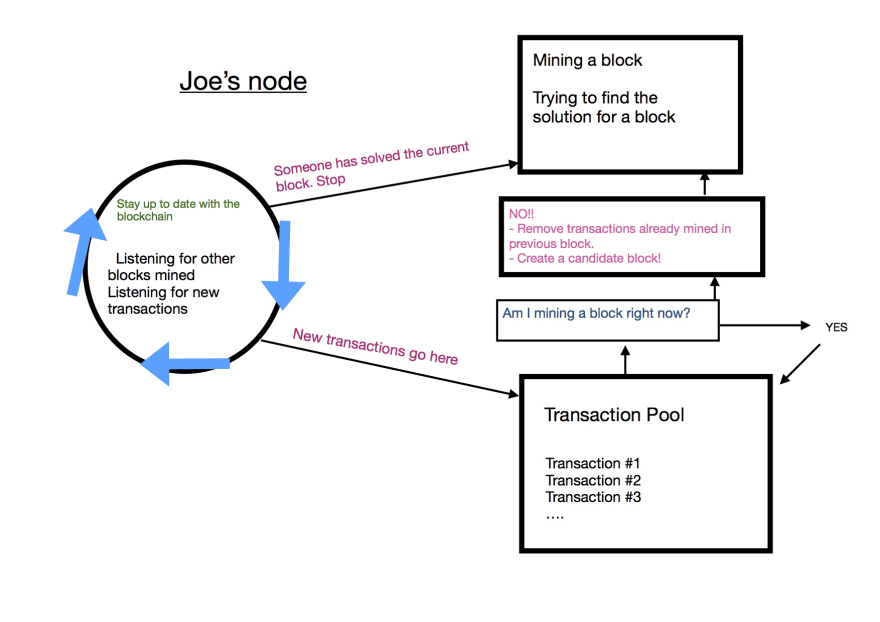 Joe's node
Stay up to date with the
blockchain
Listening for other
blocks mined
Listening for new
transactions
Someone has solved the current
block. Stop
New transactions go here
Mining a block
Trying to find the
solution for a block
NO!!
- Remove transactions already mined in
previous block.
- Create a candidate block!
Am I mining a block right now?
YES
Transaction Pool
Transaction #1
Transaction #2
Transaction #3
....